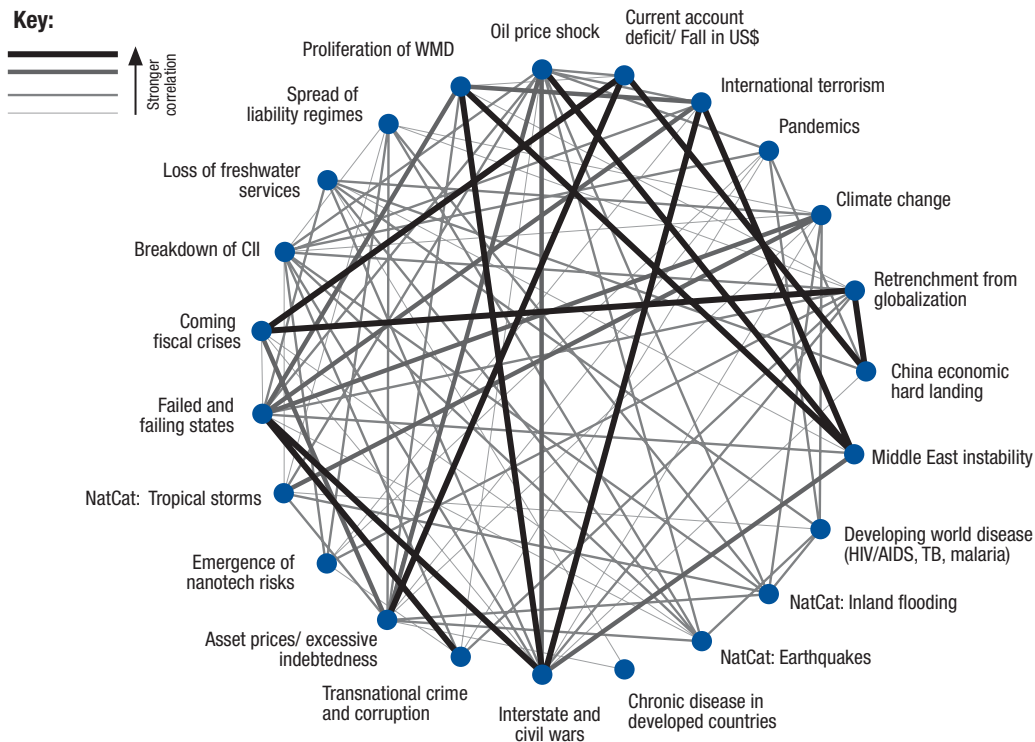 Key:
Stronger
correlation
Oil price shock
Current account
deficit/ Fall in US$
International terrorism
Pandemics
Climate change
Retrenchment from
globalization
China economic
hard landing
Middle East instability
Developing world disease
(HIV/AIDS, TB, malaria)
NatCat: Inland flooding
NatCat: Earthquakes
Chronic disease in
developed countries
Interstate and
civil wars
Transnational crime
and corruption
Asset prices/ excessive
indebtedness
Emergence of
nanotech risks
NatCat: Tropical storms
Failed and
failing states
Coming
fiscal crises
Breakdown of CII
Loss of freshwater
services
Spread of
liability regimes
Proliferation of WMD